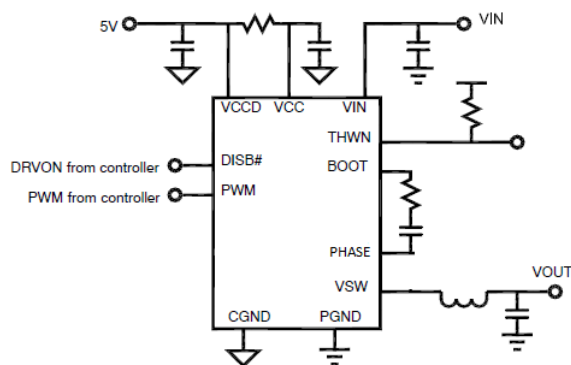 5V
VIN
VCCD
VCC
VIN
THWN
DRVON from controller
DISB#
BOOT
PWM from controller
PWM
PHASE
VSW
VOUT
CGND
PGND